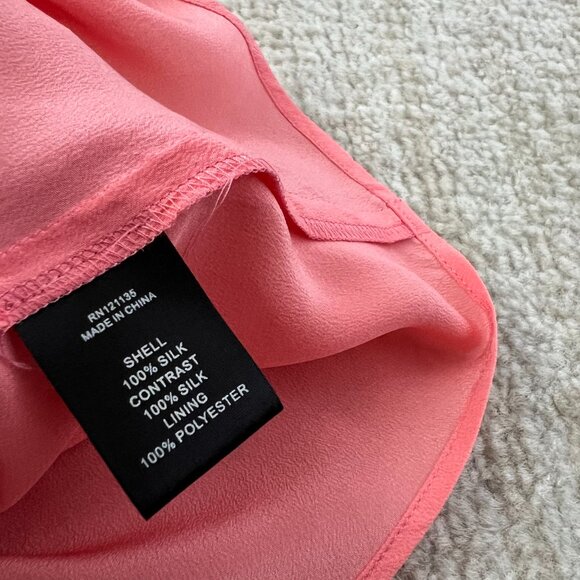 RN121135
MADE IN CHINA
SHELL
100% SILK
CONTRAST
100% SILK
LINING
100% POLYESTER